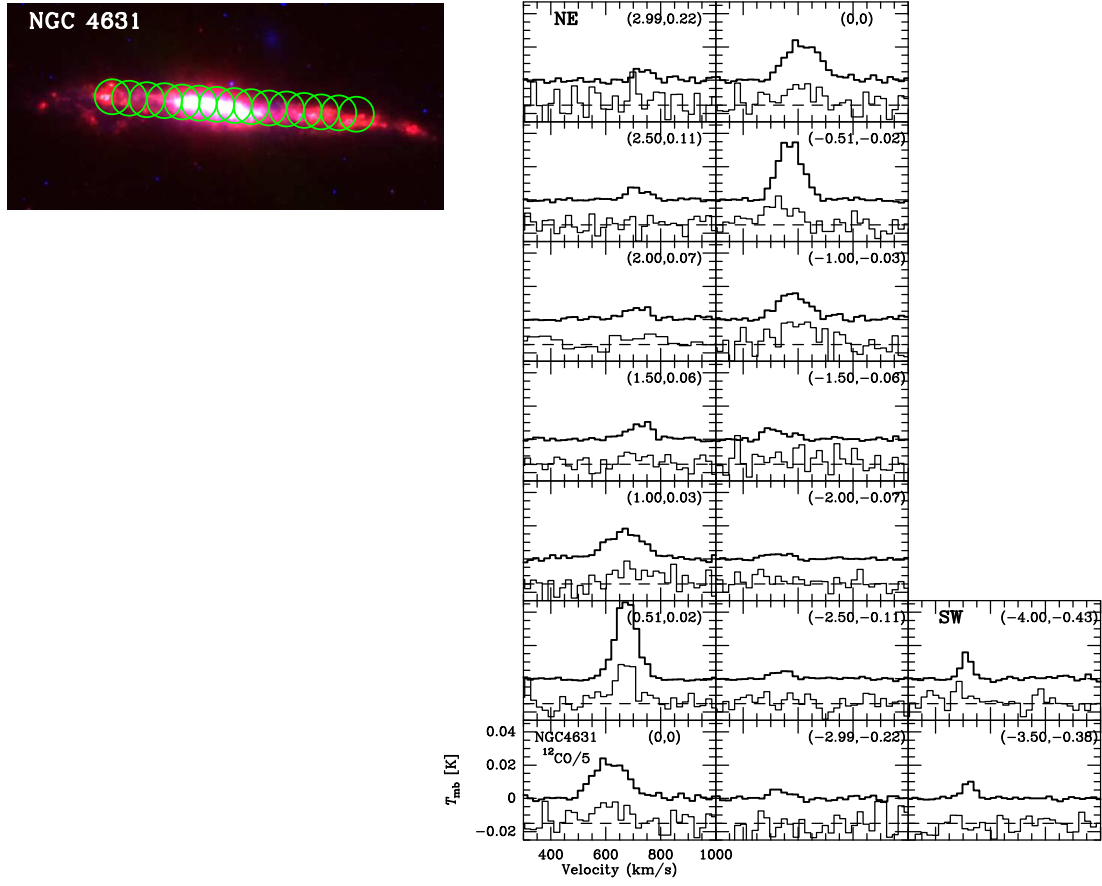 NGC 4631
NE (2.99,0.22) (0,0)
(2.50,0.11) (−0.51,−0.02)
(2.00,0.07) (−1.00,−0.03)
(1.50,0.06) (−1.50,−0.06)
(1.00,0.03) (−2.00,−0.07)
(0.51,0.02) (−2.50,−0.11) SW (−4.00,−0.43)
NGC4631 (0,0) (−2.99,−0.22) (−3.50,−0.38)
¹²CO/5
0.04
0.02
0
−0.02
T_mb [K]
400 600 800 1000
Velocity (km/s)